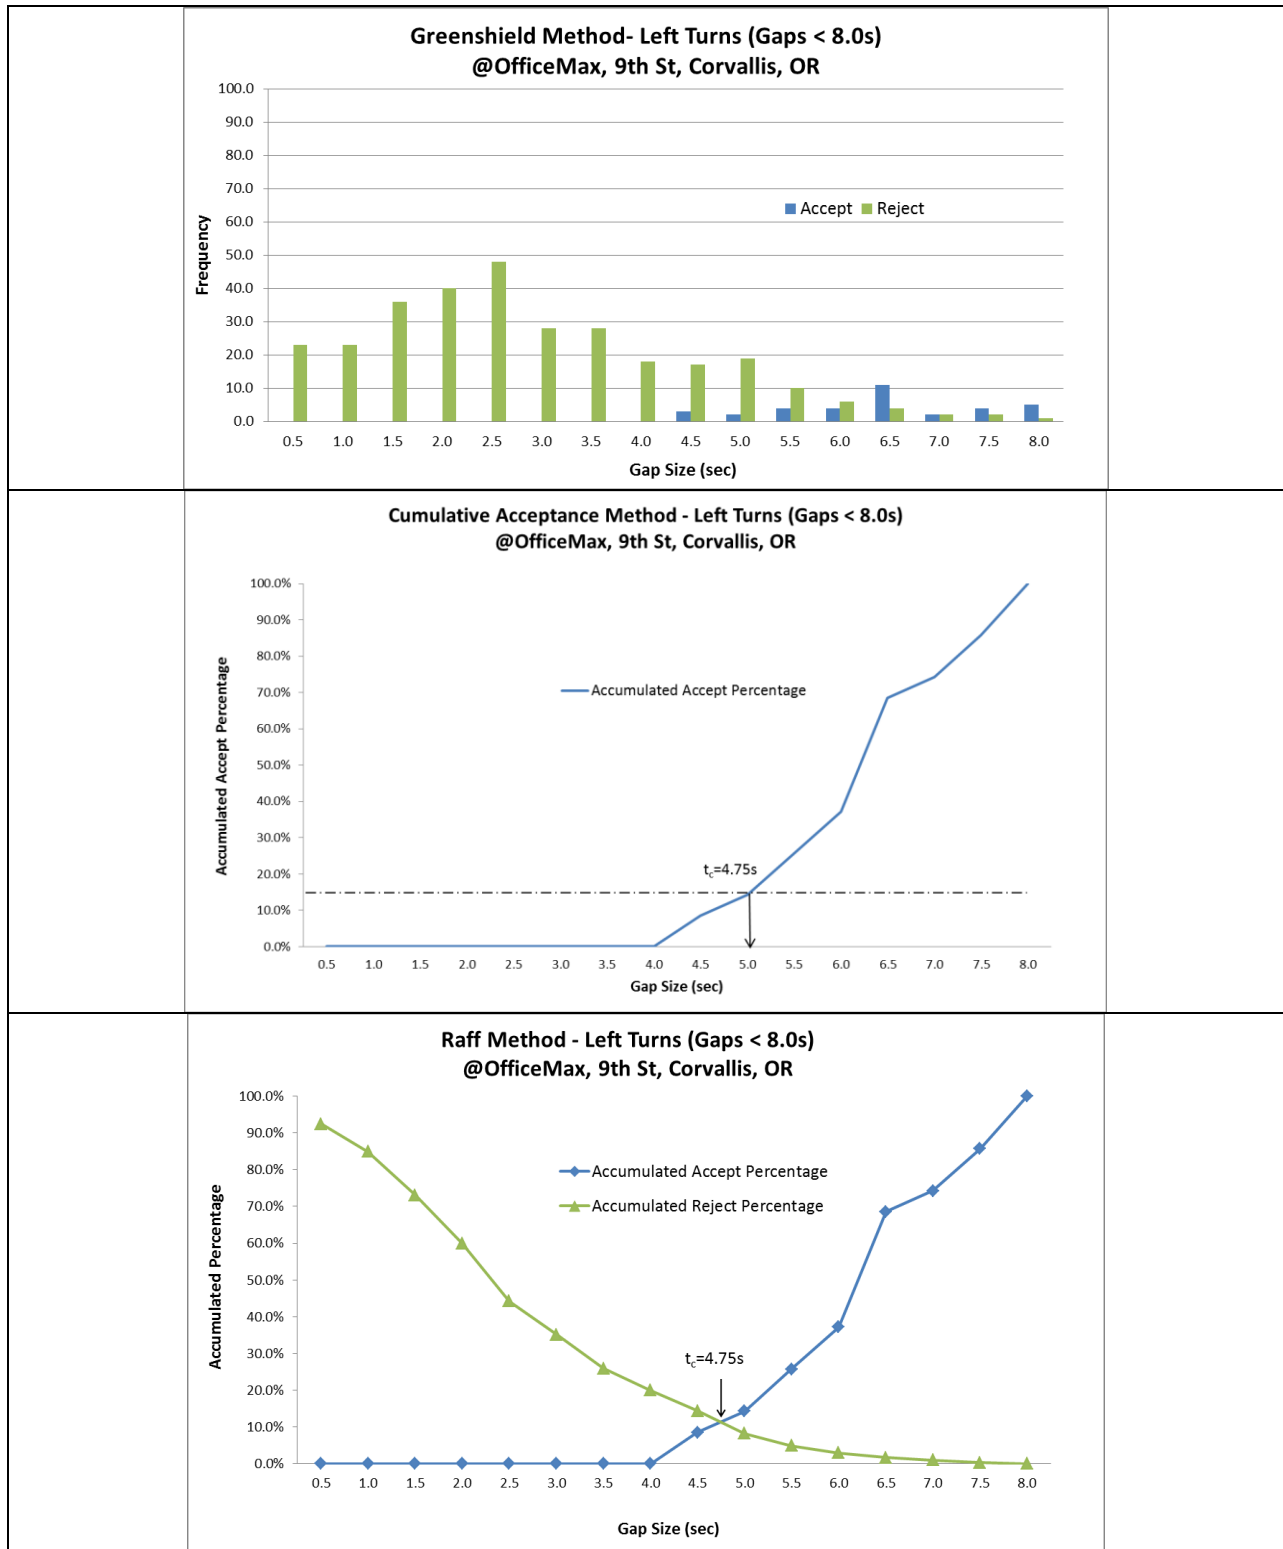 Greenshield Method- Left Turns (Gaps < 8.0s)
@OfficeMax, 9th St, Corvallis, OR
100.0
90.0
80.0
70.0
60.0
50.0
40.0
30.0
20.0
10.0
0.0
Frequency
Accept Reject
0.5 1.0 1.5 2.0 2.5 3.0 3.5 4.0 4.5 5.0 5.5 6.0 6.5 7.0 7.5 8.0
Gap Size (sec)
Cumulative Acceptance Method - Left Turns (Gaps < 8.0s)
@OfficeMax, 9th St, Corvallis, OR
100.0%
90.0%
80.0%
70.0%
60.0%
50.0%
40.0%
30.0%
20.0%
10.0%
0.0%
Accumulated Accept Percentage
Accumulated Accept Percentage
tc=4.75s
0.5 1.0 1.5 2.0 2.5 3.0 3.5 4.0 4.5 5.0 5.5 6.0 6.5 7.0 7.5 8.0
Gap Size (sec)
Raff Method - Left Turns (Gaps < 8.0s)
@OfficeMax, 9th St, Corvallis, OR
100.0%
90.0%
80.0%
70.0%
60.0%
50.0%
40.0%
30.0%
20.0%
10.0%
0.0%
Accumulated Percentage
Accumulated Accept Percentage
Accumulated Reject Percentage
tc=4.75s
0.5 1.0 1.5 2.0 2.5 3.0 3.5 4.0 4.5 5.0 5.5 6.0 6.5 7.0 7.5 8.0
Gap Size (sec)